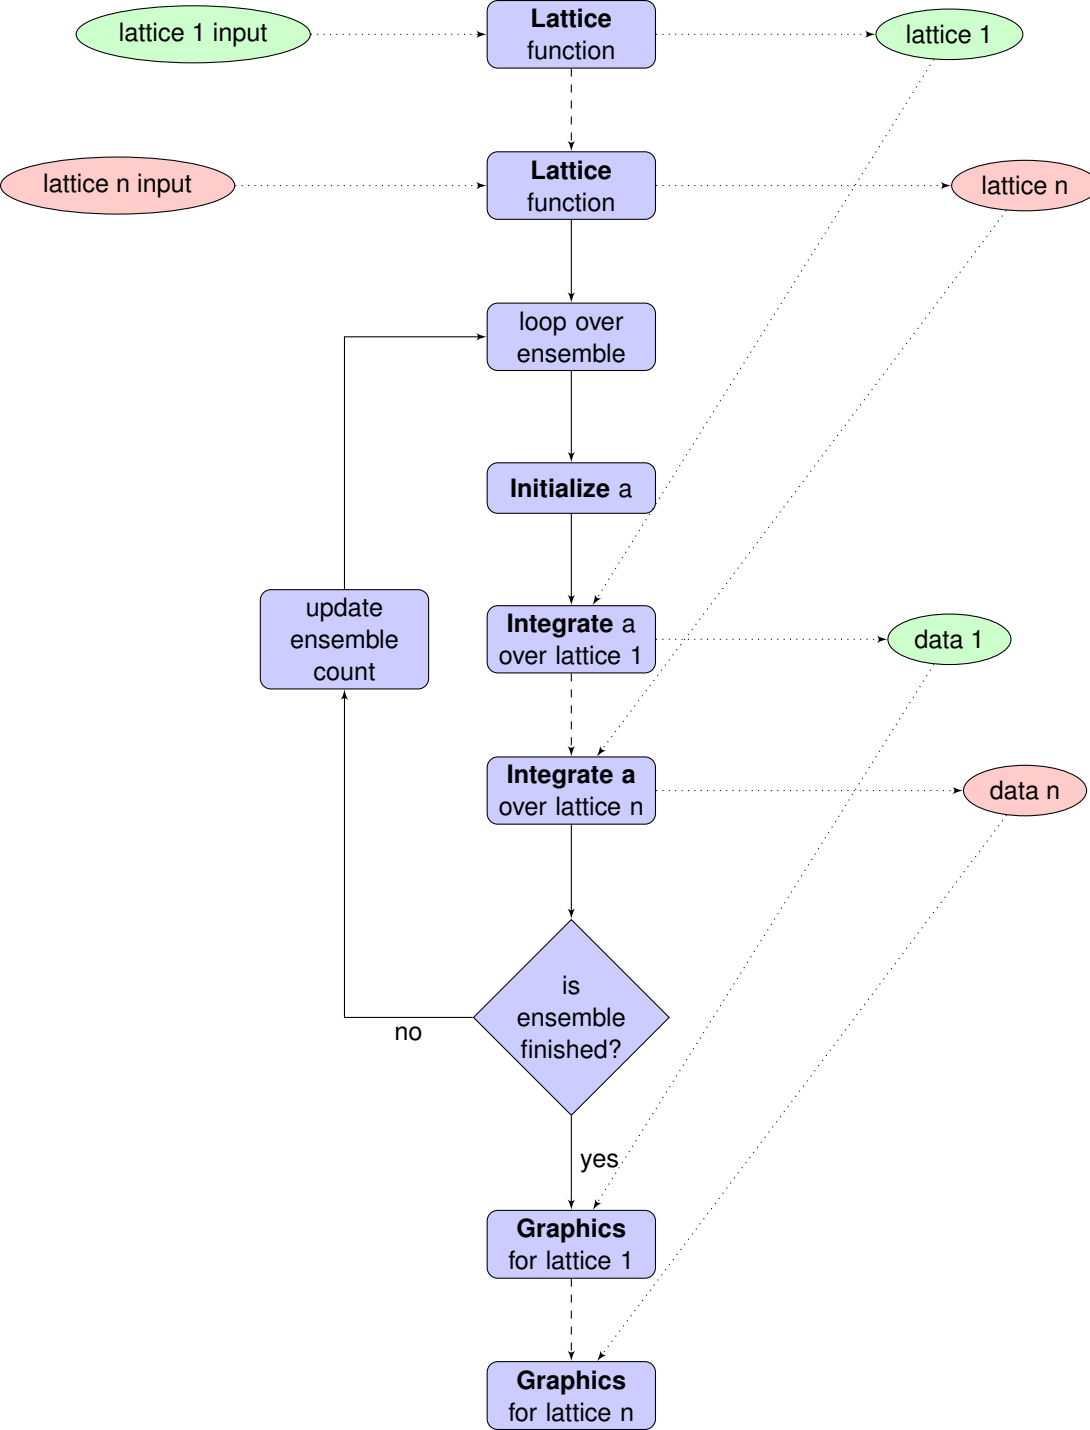 lattice 1 input
Lattice
function
lattice 1
lattice n input
Lattice
function
lattice n
loop over
ensemble
Initialize a
update
ensemble
count
Integrate a
over lattice 1
data 1
Integrate a
over lattice n
data n
is
ensemble
finished?
no
yes
Graphics
for lattice 1
Graphics
for lattice n